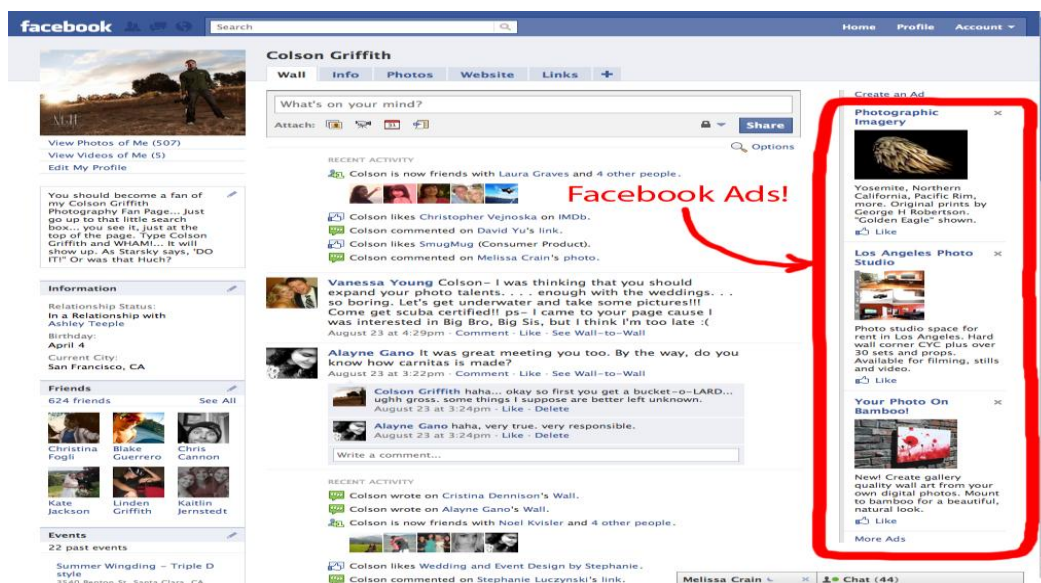 facebook
Search
Home Profile Account
Colson Griffith
Wall Info Photos Website Links +
What's on your mind?
Attach: 31 Share
Options
View Photos of Me (507)
View Videos of Me (5)
Edit My Profile
You should become a fan of
my Colson Griffith
Photography Fan Page... Just
go up to that little search
box... you see it, just at the
top of the page. Type Colson
Griffith and WHAM!... It will
show up. As Starsky says, 'DO
IT!" Or was that Huch?
Information
Relationship Status:
In a Relationship with
Ashley Teeple
Birthday:
April 4
Current City:
San Francisco, CA
Friends
624 friends See All
Christina Fogli
Blake Guerrero
Chris Cannon
Kate Jackson
Linden Griffith
Kaitlin Jernstedt
Events
22 past events
Summer Wingding – Triple D
style
3540 Benton St, Santa Clara, CA
RECENT ACTIVITY
Colson is now friends with Laura Graves and 4 other people.
Colson likes Christopher Vejnoska on IMDb.
Colson commented on David Yu's link.
Colson likes SmugMug (Consumer Product).
Colson commented on Melissa Crain's photo.
Facebook Ads!
Vanessa Young Colson– I was thinking that you should
expand your photo talents. . . . enough with the weddings. . .
so boring. Let's get underwater and take some pictures!!!
Come get scuba certified!! ps– I came to your page cause I
was interested in Big Bro, Big Sis, but I think I'm too late :(
August 23 at 4:29pm · Comment · Like · See Wall-to-Wall
Alayne Gano It was great meeting you too. By the way, do you
know how carnitas is made?
August 23 at 3:22pm · Comment · Like · See Wall-to-Wall
Colson Griffith haha... okay so first you get a bucket-o-LARD...
ughh gross. some things I suppose are better left unknown.
August 23 at 3:24pm · Like · Delete
Alayne Gano haha, very true. very responsible.
August 23 at 3:24pm · Like · Delete
Write a comment...
RECENT ACTIVITY
Colson wrote on Cristina Dennison's Wall.
Colson wrote on Alayne Gano's Wall.
Colson is now friends with Noel Kvisler and 4 other people.
Colson likes Wedding and Event Design by Stephanie.
Colson commented on Stephanie Luczynski's link.
Create an Ad
Photographic
Imagery
Yosemite, Northern
California, Pacific Rim,
more. Original prints by
George H Robertson.
"Golden Eagle" shown.
Like
Los Angeles Photo
Studio
Photo studio space for
rent in Los Angeles. Hard
wall corner CYC plus over
30 sets and props.
Available for filming, stills
and video.
Like
Your Photo On
Bamboo!
New! Create gallery
quality wall art from your
own digital photos. Mount
to bamboo for a beautiful,
natural look.
Like
More Ads
Melissa Crain
Chat (44)